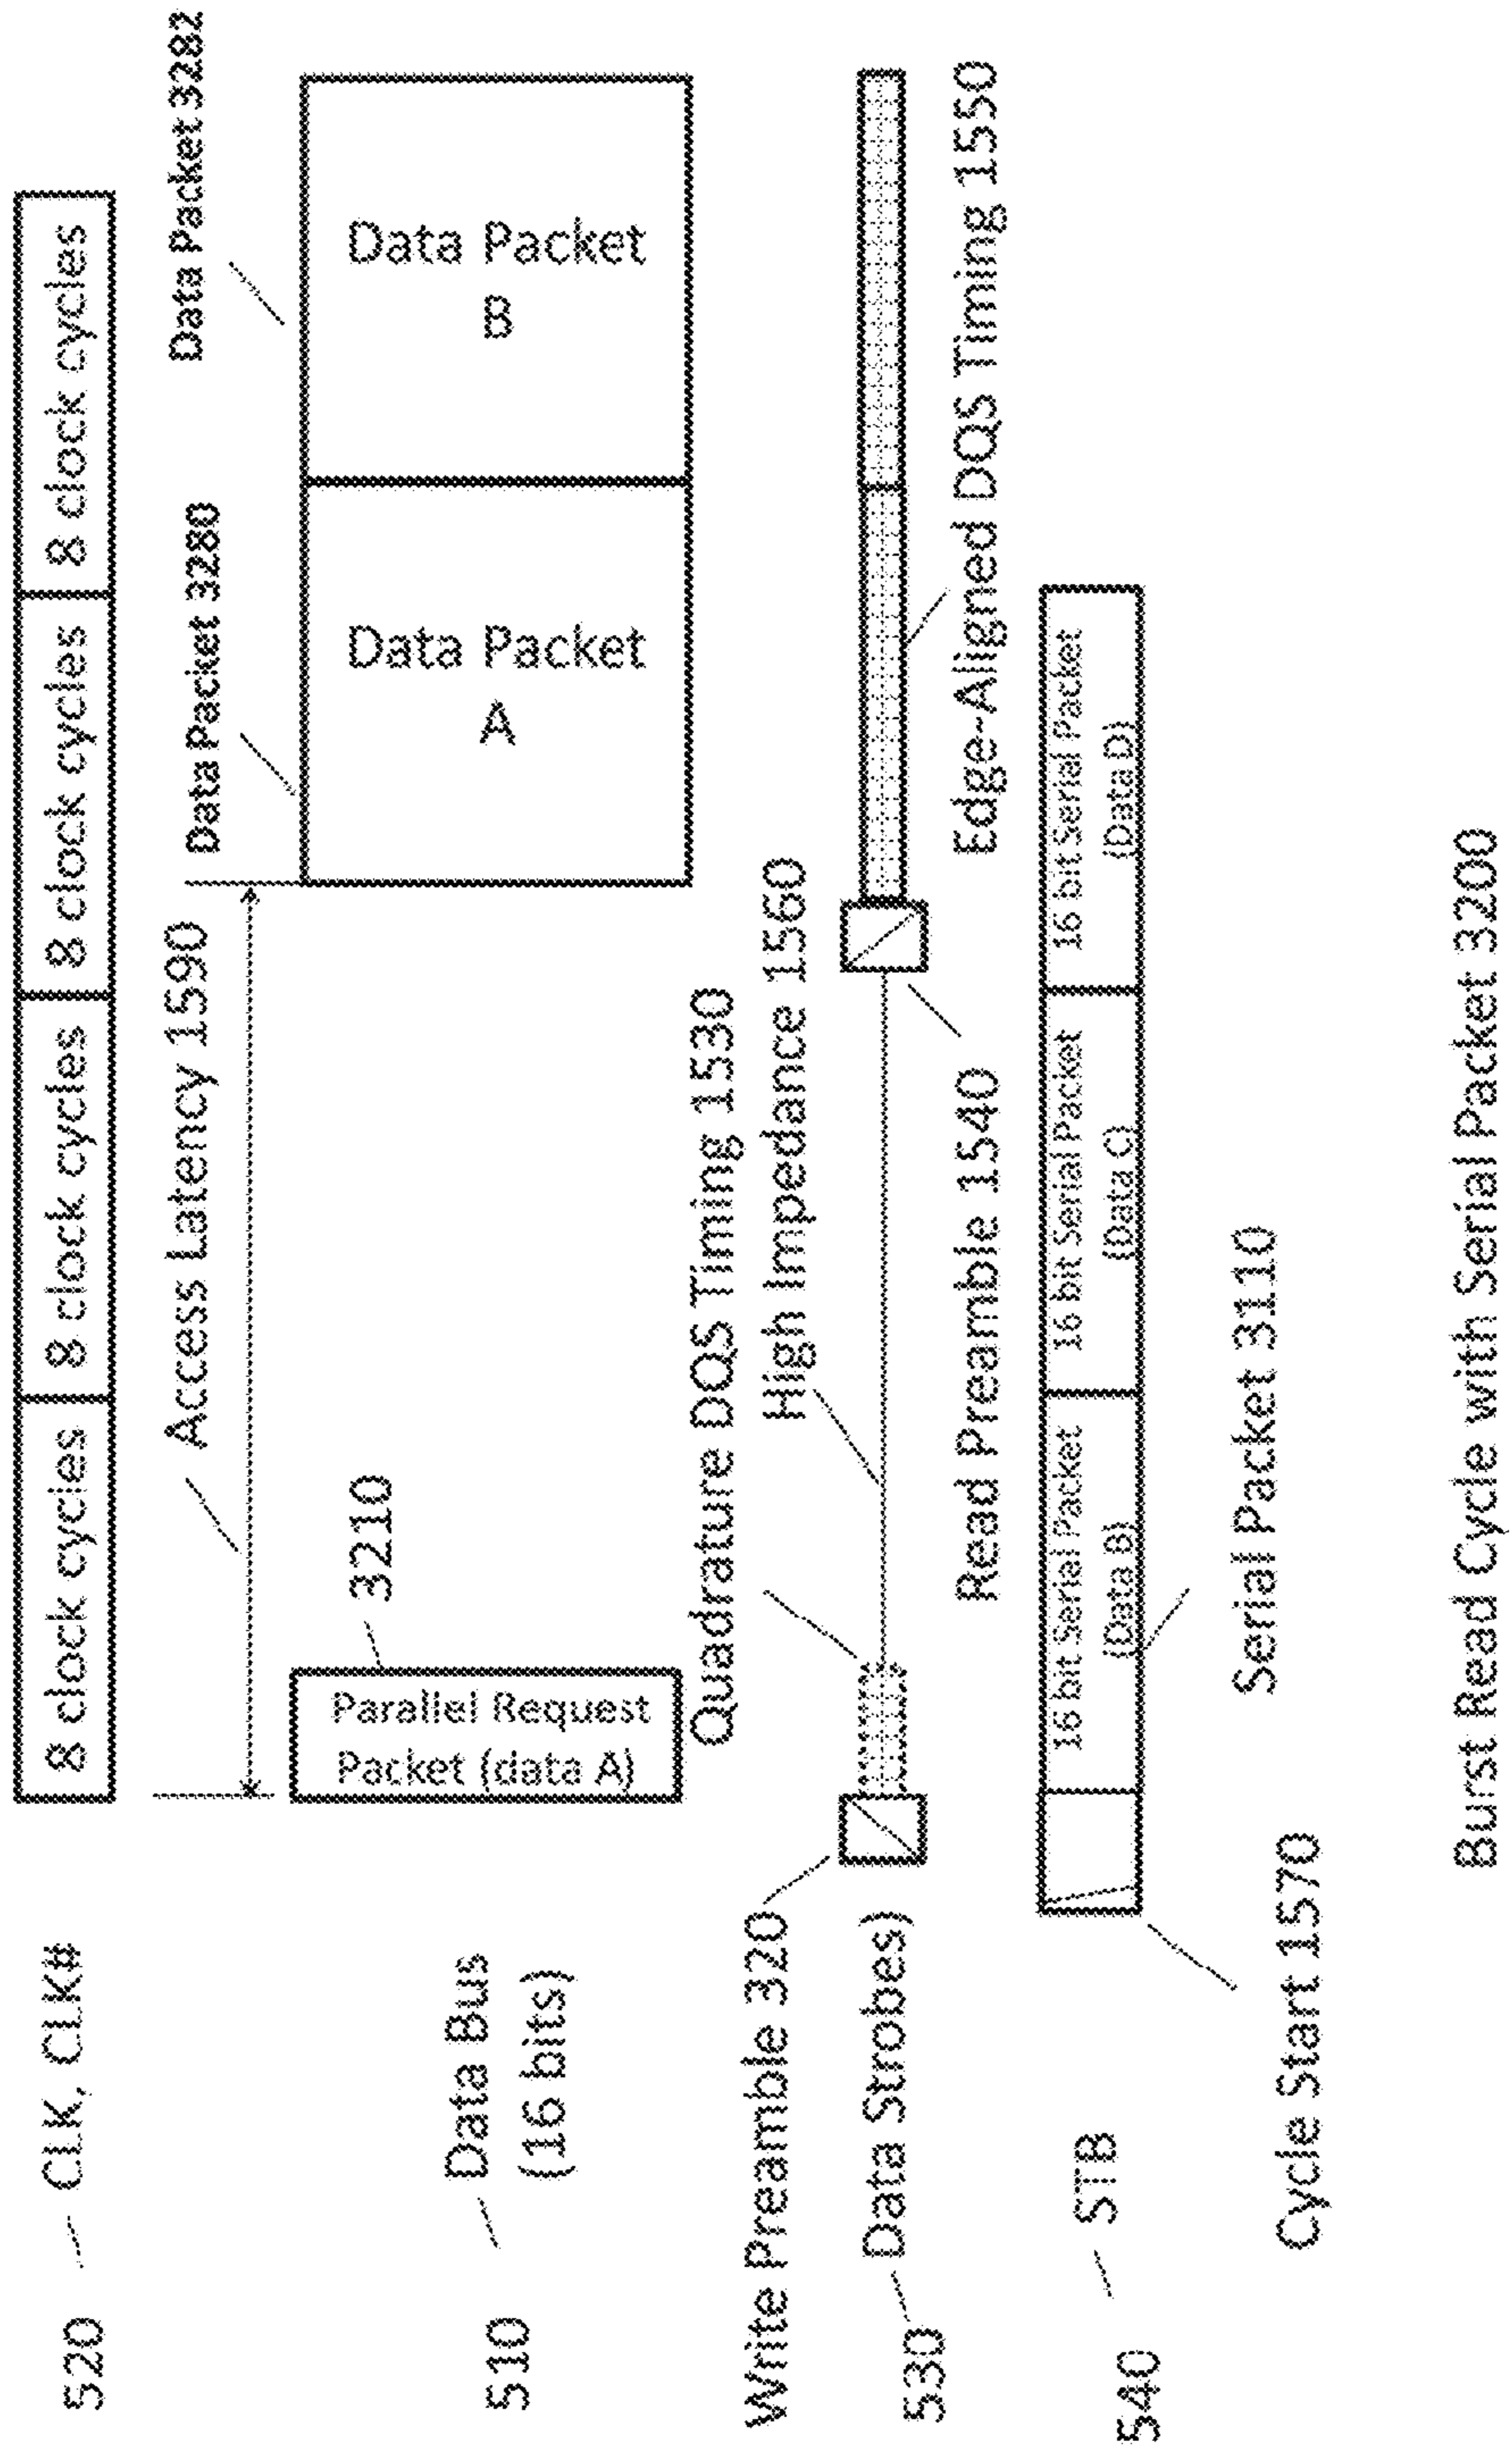 520
CLK, CLK#
8 clock cycles
8 clock cycles
8 clock cycles
8 clock cycles
Access Latency 1590
Data Packet 3280
Data Packet 3282
510
Data Bus
(16 bits)
Parallel Request
Packet (data A)
3210
Data Packet
A
Data Packet
B
Quadrature DQS Timing 1530
High Impedance 1560
Write Preamble 320
530
Data Strobes)
Read Preamble 1540
Edge-Aligned DQS Timing 1550
540
STB
16 bit Serial Packet
(Data B)
16 bit Serial Packet
(Data C)
16 bit Serial Packet
(Data D)
Serial Packet 3110
Cycle Start 1570
Burst Read Cycle with Serial Packet 3200